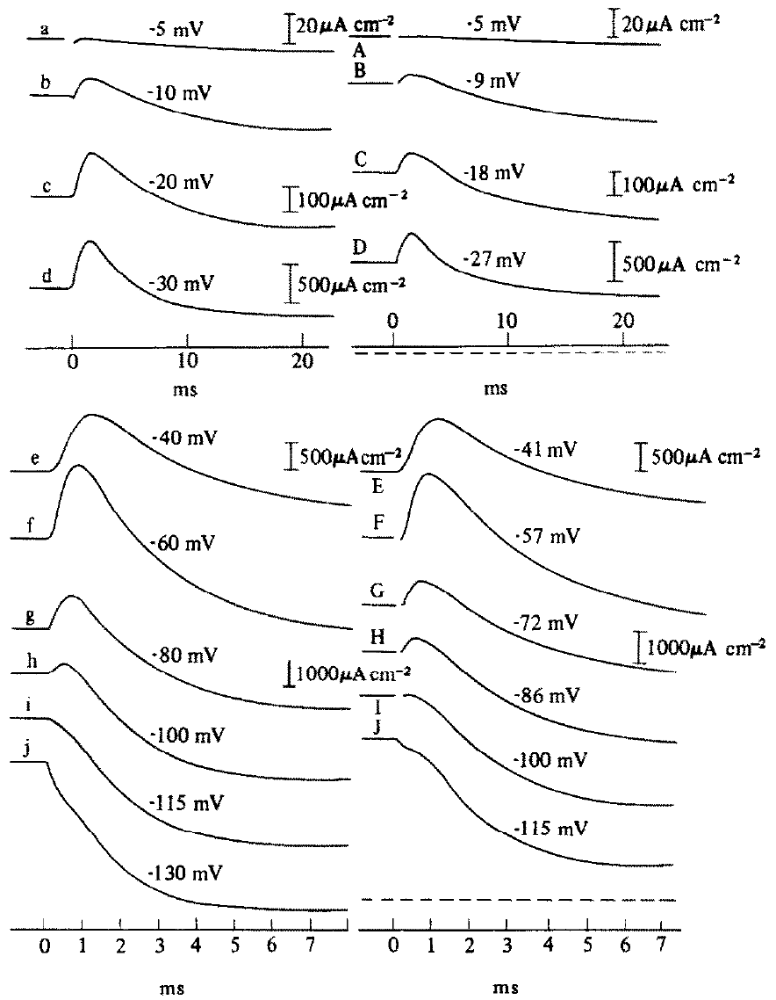 a -5 mV 20μA cm⁻²
b -10 mV
c -20 mV 100μA cm⁻²
d -30 mV 500μA cm⁻²
0 10 20
ms
A ·5 mV 20μA cm⁻²
B -9 mV
C -18 mV 100μA cm⁻²
D -27 mV 500μA cm⁻²
0 10 20
ms
e -40 mV 500μA cm⁻²
f -60 mV
g -80 mV
h 1000μA cm⁻²
-100 mV
i
j -115 mV
-130 mV
0 1 2 3 4 5 6 7
ms
E -41 mV 500μA cm⁻²
F -57 mV
G -72 mV
H 1000μA cm⁻²
-86 mV
I
J -100 mV
-115 mV
0 1 2 3 4 5 6 7
ms